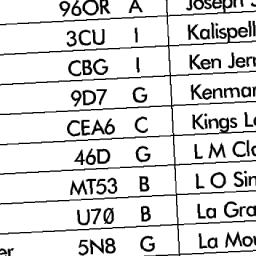 96OR A Joseph
3CU I Kalispell
CBG I Ken Jer
9D7 G Kenmar
CEA6 C Kings L
46D G L M Cl
MT53 B L O Sin
U70 B La Gra
er 5N8 G La Mou